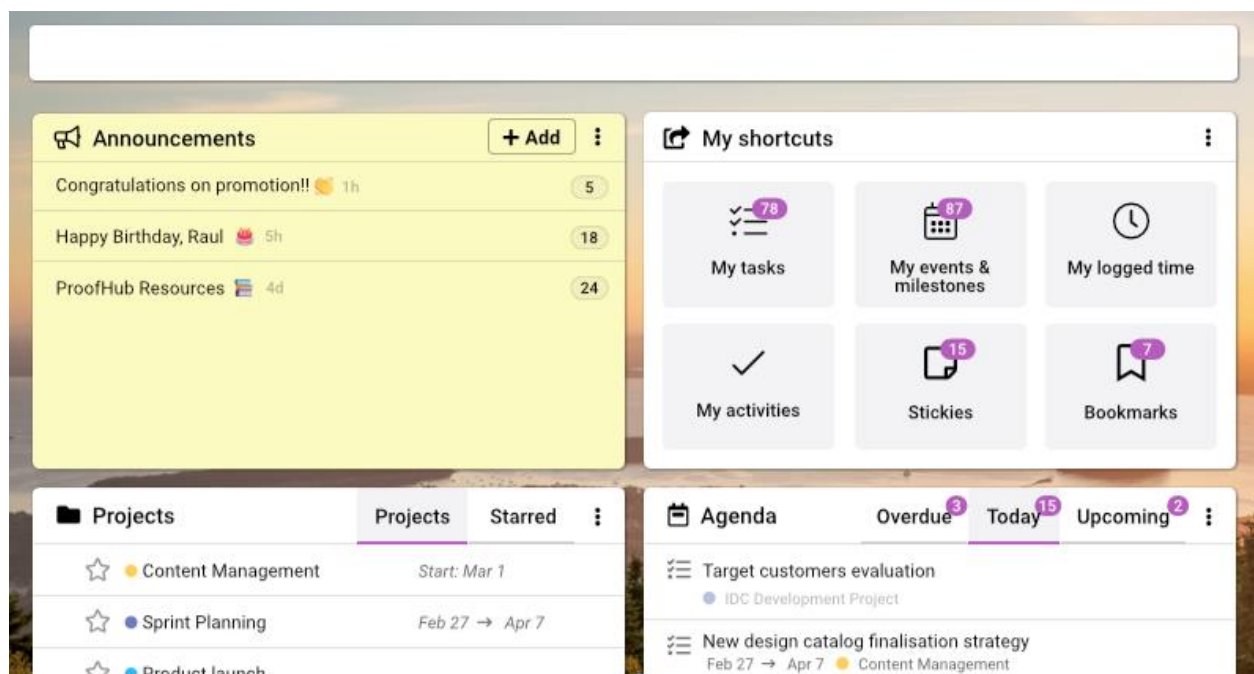 Announcements
+ Add
Congratulations on promotion!! 👏 1h
5
Happy Birthday, Raul 🎂 5h
18
ProofHub Resources 📚 4d
24
My shortcuts
78
My tasks
87
My events &
milestones
My logged time
My activities
15
Stickies
7
Bookmarks
Projects
Projects
Starred
Content Management
Start: Mar 1
Sprint Planning
Feb 27 → Apr 7
Product launch
Agenda
Overdue 3
Today 15
Upcoming 2
Target customers evaluation
IDC Development Project
New design catalog finalisation strategy
Feb 27 → Apr 7 Content Management